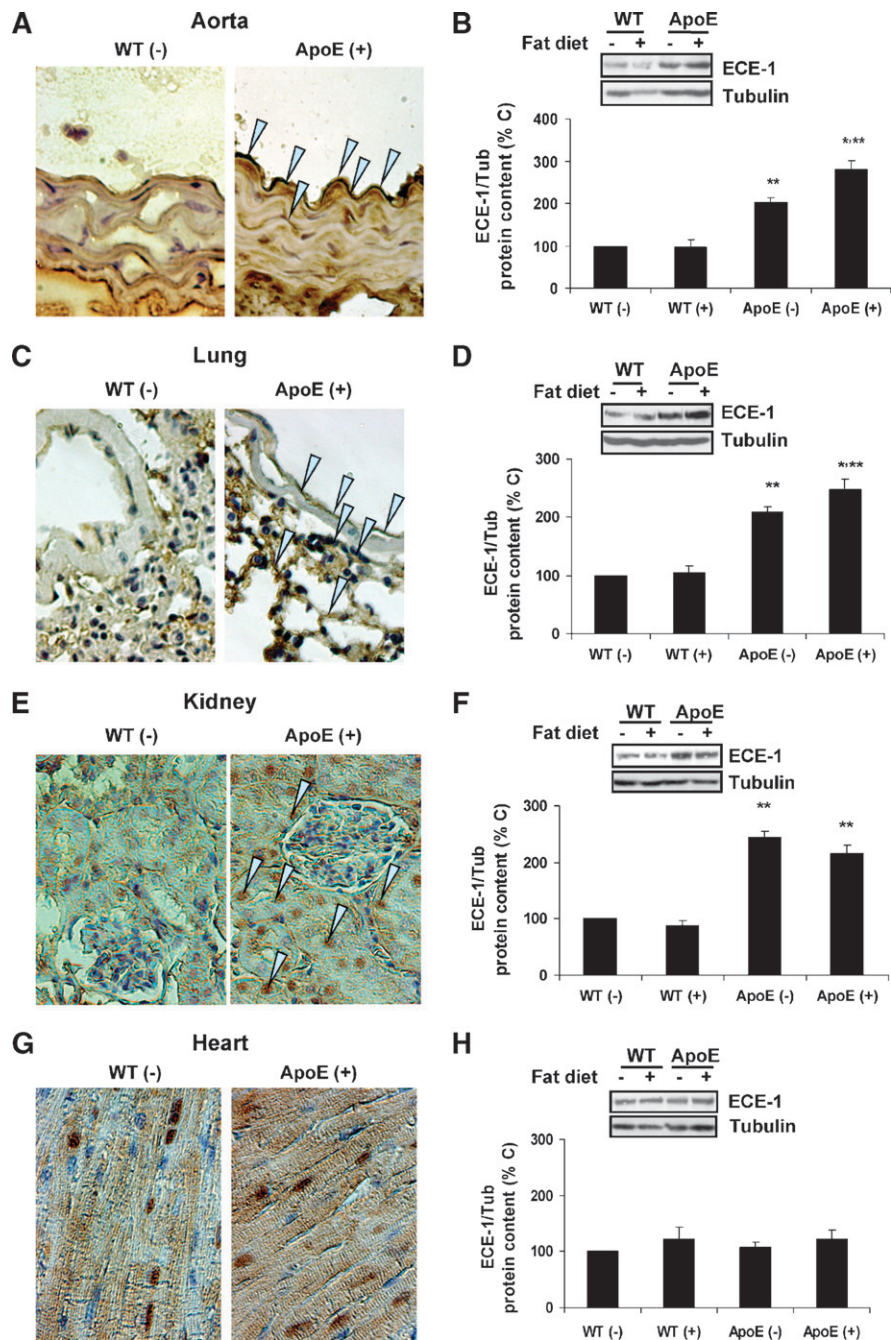 A Aorta
WT (-) ApoE (+)
B WT ApoE
Fat diet - + - +
ECE-1
Tubulin
ECE-1/Tub
protein content (% C)
400
300
200
100
0
**
*,**
WT (-) WT (+) ApoE (-) ApoE (+)
C Lung
WT (-) ApoE (+)
D WT ApoE
Fat diet - + - +
ECE-1
Tubulin
ECE-1/Tub
protein content (% C)
300
200
100
0
**
*,**
WT (-) WT (+) ApoE (-) ApoE (+)
E Kidney
WT (-) ApoE (+)
F WT ApoE
Fat diet - + - +
ECE-1
Tubulin
ECE-1/Tub
protein content (% C)
300
200
100
0
**
**
WT (-) WT (+) ApoE (-) ApoE (+)
G Heart
WT (-) ApoE (+)
H WT ApoE
Fat diet - + - +
ECE-1
Tubulin
ECE-1/Tub
protein content (% C)
300
200
100
0
WT (-) WT (+) ApoE (-) ApoE (+)